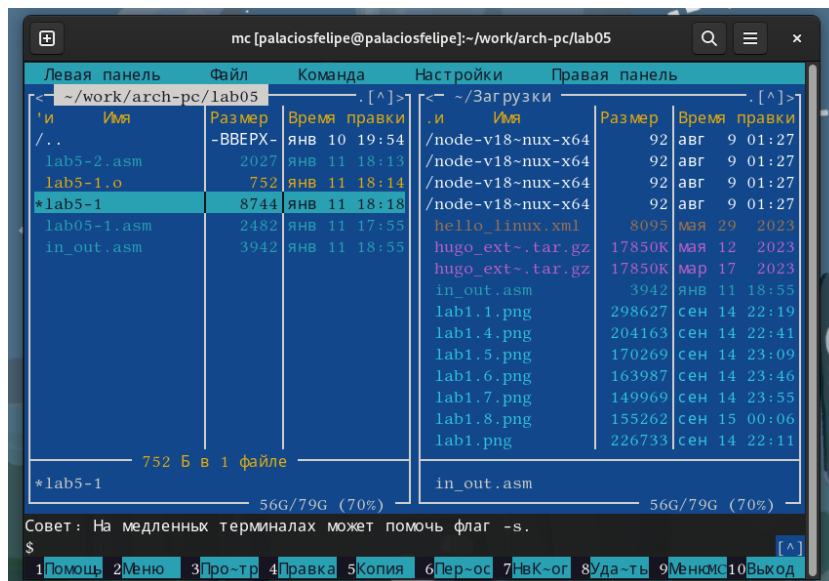 mc [palaciosfelipe@palaciosfelipe]:~/work/arch-pc/lab05
Левая панель Файл Команда Настройки Правая панель
<─ ~/work/arch-pc/lab05 ─.[^]>
'и Имя Размер Время правки
/.. -ВВЕРХ- янв 10 19:54
lab5-2.asm 2027 янв 11 18:13
lab5-1.o 752 янв 11 18:14
*lab5-1 8744 янв 11 18:18
lab05-1.asm 2482 янв 11 17:55
in_out.asm 3942 янв 11 18:55
752 Б в 1 файле
*lab5-1
56G/79G (70%)
<─ ~/Загрузки ─.[^]>
.и Имя Размер Время правки
/node-v18~nux-x64 92 авг 9 01:27
/node-v18~nux-x64 92 авг 9 01:27
/node-v18~nux-x64 92 авг 9 01:27
/node-v18~nux-x64 92 авг 9 01:27
hello_linux.xml 8095 мая 29 2023
hugo_ext~.tar.gz 17850K мая 12 2023
hugo_ext~.tar.gz 17850K мар 17 2023
in_out.asm 3942 янв 11 18:55
lab1.1.png 298627 сен 14 22:19
lab1.4.png 204163 сен 14 22:41
lab1.5.png 170269 сен 14 23:09
lab1.6.png 163987 сен 14 23:46
lab1.7.png 149969 сен 14 23:55
lab1.8.png 155262 сен 15 00:06
lab1.png 226733 сен 14 22:11
in_out.asm
56G/79G (70%)
Совет: На медленных терминалах может помочь флаг -s.
$ [^]
1Помощь 2Меню 3Про~тр 4Правка 5Копия 6Пер~ос 7НвК~ог 8Уда~ть 9МенюMC 10Выход